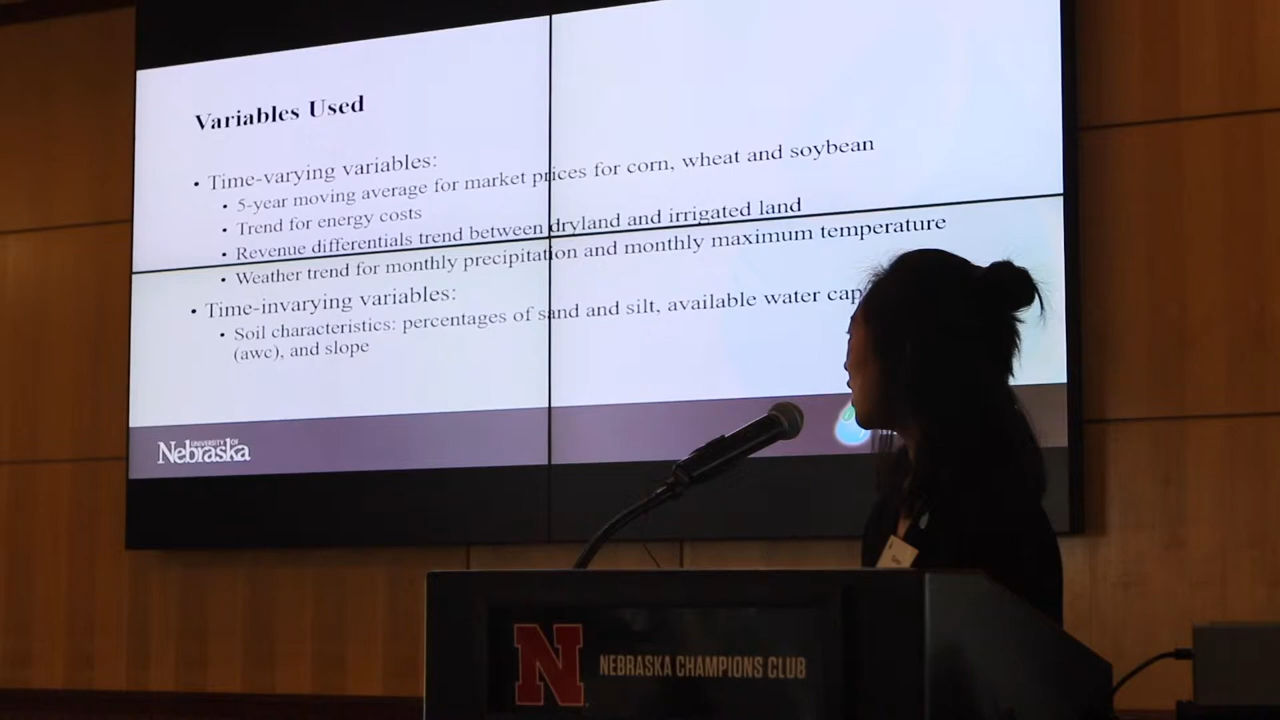 Variables Used
• Time-varying variables:
• 5-year moving average for market prices for corn, wheat and soybean
• Trend for energy costs
• Revenue differentials trend between dryland and irrigated land
• Weather trend for monthly precipitation and monthly maximum temperature
• Time-invarying variables:
• Soil characteristics: percentages of sand and silt, available water cap
(awc), and slope
UNIVERSITY OF
Nebraska
N
NEBRASKA CHAMPIONS CLUB